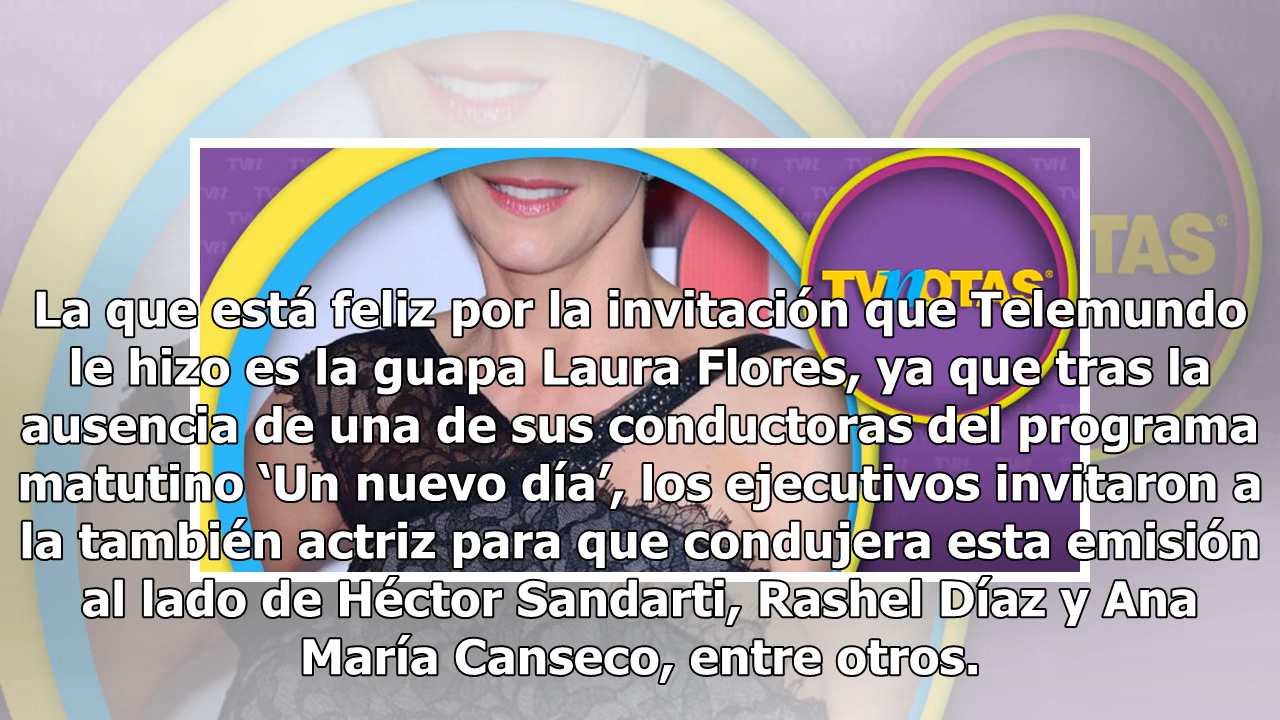 TVnOTAS®
TAS®
La que está feliz por la invitación que Telemundo
le hizo es la guapa Laura Flores, ya que tras la
ausencia de una de sus conductoras del programa
matutino ‘Un nuevo día’, los ejecutivos invitaron a
la también actriz para que condujera esta emisión
al lado de Héctor Sandarti, Rashel Díaz y Ana
María Canseco, entre otros.